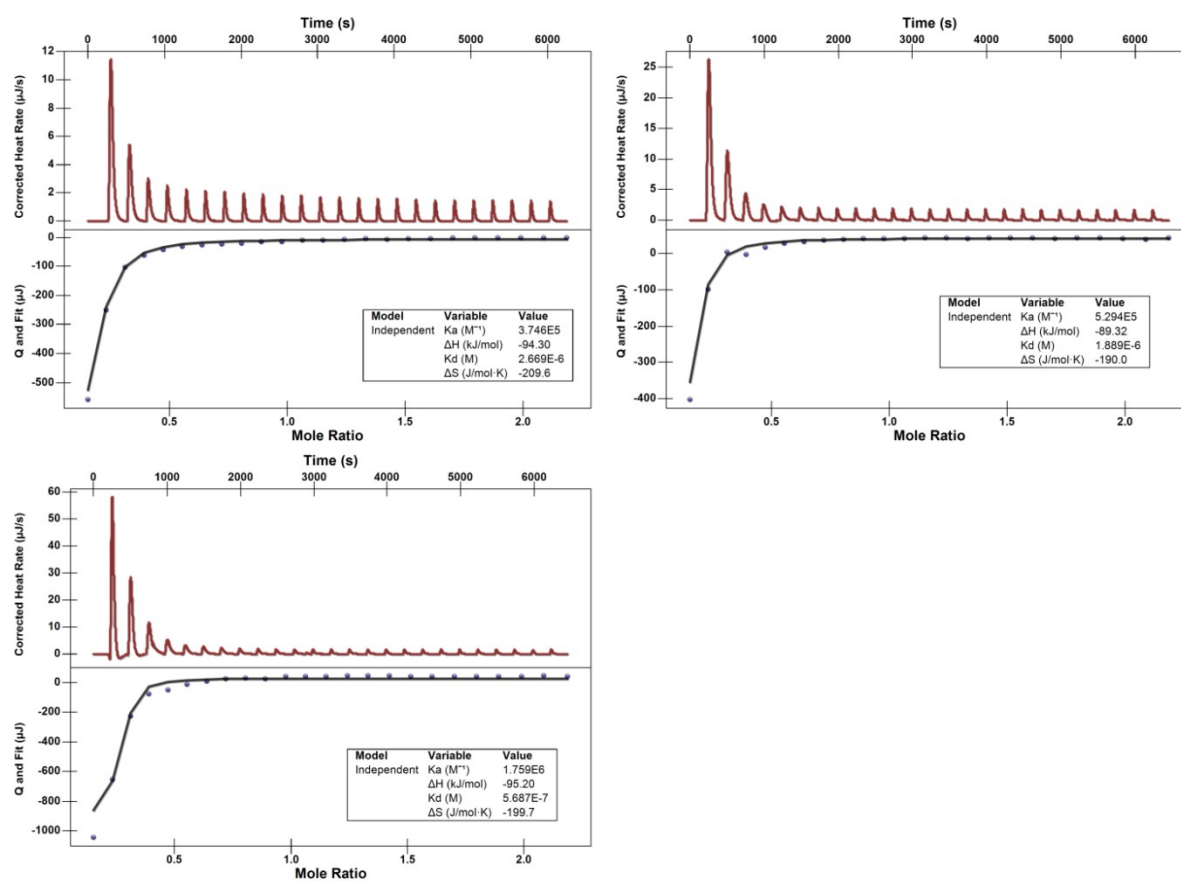 Time (s)
0 1000 2000 3000 4000 5000 6000
Corrected Heat Rate (µJ/s)
12
10
8
6
4
2
0
Q and Fit (µJ)
0
-100
-200
-300
-400
-500
Model Variable Value
Independent Ka (M⁻¹) 3.746E5
ΔH (kJ/mol) -94.30
Kd (M) 2.669E-6
ΔS (J/mol·K) -209.6
0.5 1.0 1.5 2.0
Mole Ratio
Time (s)
0 1000 2000 3000 4000 5000 6000
Corrected Heat Rate (µJ/s)
25
20
15
10
5
0
Q and Fit (µJ)
0
-100
-200
-300
-400
Model Variable Value
Independent Ka (M⁻¹) 5.294E5
ΔH (kJ/mol) -89.32
Kd (M) 1.889E-6
ΔS (J/mol·K) -190.0
0.5 1.0 1.5 2.0
Mole Ratio
Time (s)
0 1000 2000 3000 4000 5000 6000
Corrected Heat Rate (µJ/s)
60
50
40
30
20
10
0
Q and Fit (µJ)
0
-200
-400
-600
-800
-1000
Model Variable Value
Independent Ka (M⁻¹) 1.759E6
ΔH (kJ/mol) -95.20
Kd (M) 5.687E-7
ΔS (J/mol·K) -199.7
0.5 1.0 1.5 2.0
Mole Ratio